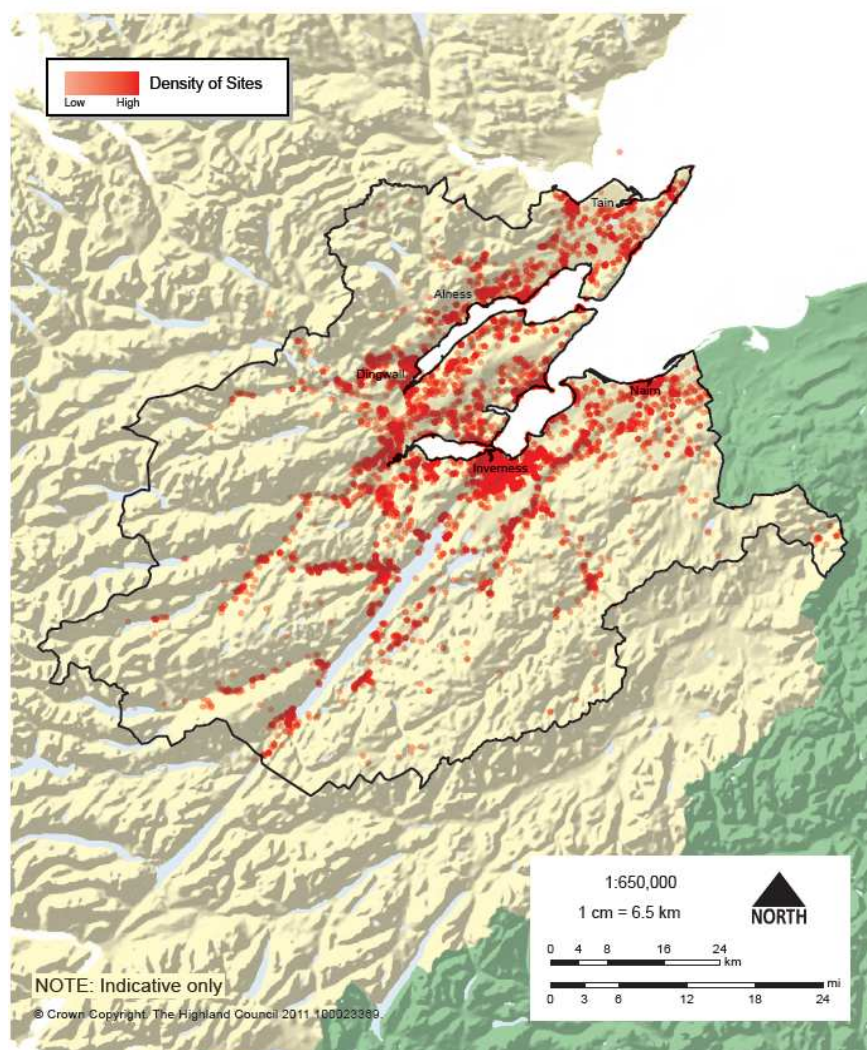 Density of Sites
Low High
Tain
Alness
Dingwall
Nairn
Inverness
1:650,000
1 cm = 6.5 km
NORTH
0 4 8 16 24
km
mi
0 3 6 12 18 24
NOTE: Indicative only
© Crown Copyright. The Highland Council 2011 100023369.